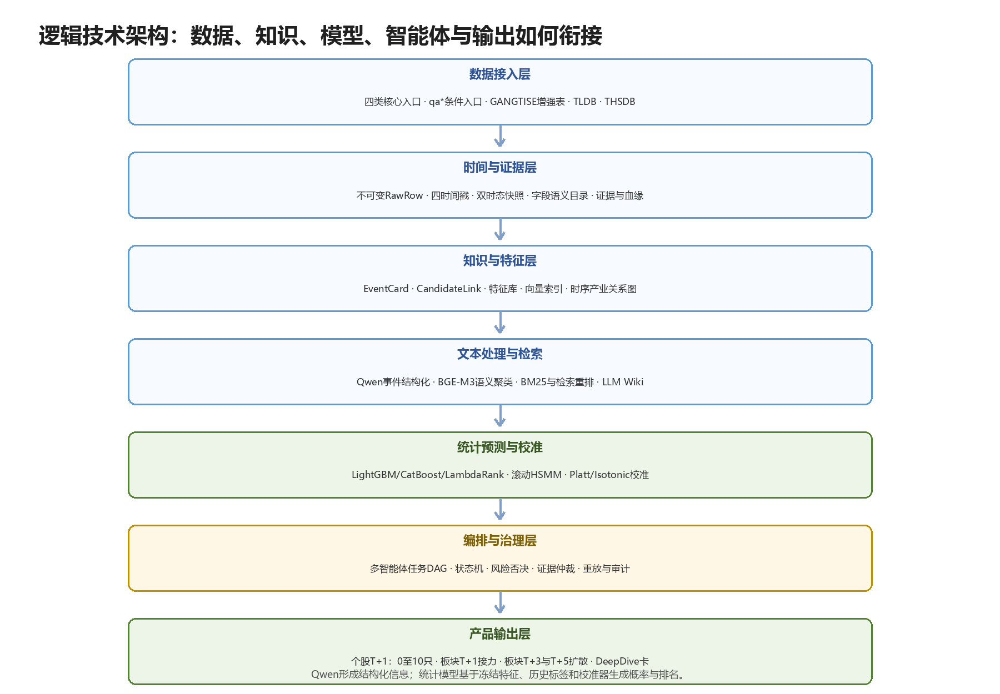 逻辑技术架构：数据、知识、模型、智能体与输出如何衔接
数据接入层
四类核心入口 · qa*条件入口 · GANGTISE增强表 · TLDB · THSDB
时间与证据层
不可变RawRow · 四时间戳 · 双时态快照 · 字段语义目录 · 证据与血缘
知识与特征层
EventCard · CandidateLink · 特征库 · 向量索引 · 时序产业关系图
文本处理与检索
Qwen事件结构化 · BGE-M3语义聚类 · BM25与检索重排 · LLM Wiki
统计预测与校准
LightGBM/CatBoost/LambdaRank · 滚动HSMM · Platt/Isotonic校准
编排与治理层
多智能体任务DAG · 状态机 · 风险否决 · 证据仲裁 · 重放与审计
产品输出层
个股T+1：0至10只 · 板块T+1接力 · 板块T+3与T+5扩散 · DeepDive卡
Qwen形成结构化信息；统计模型基于冻结特征、历史标签和校准器生成概率与排名。